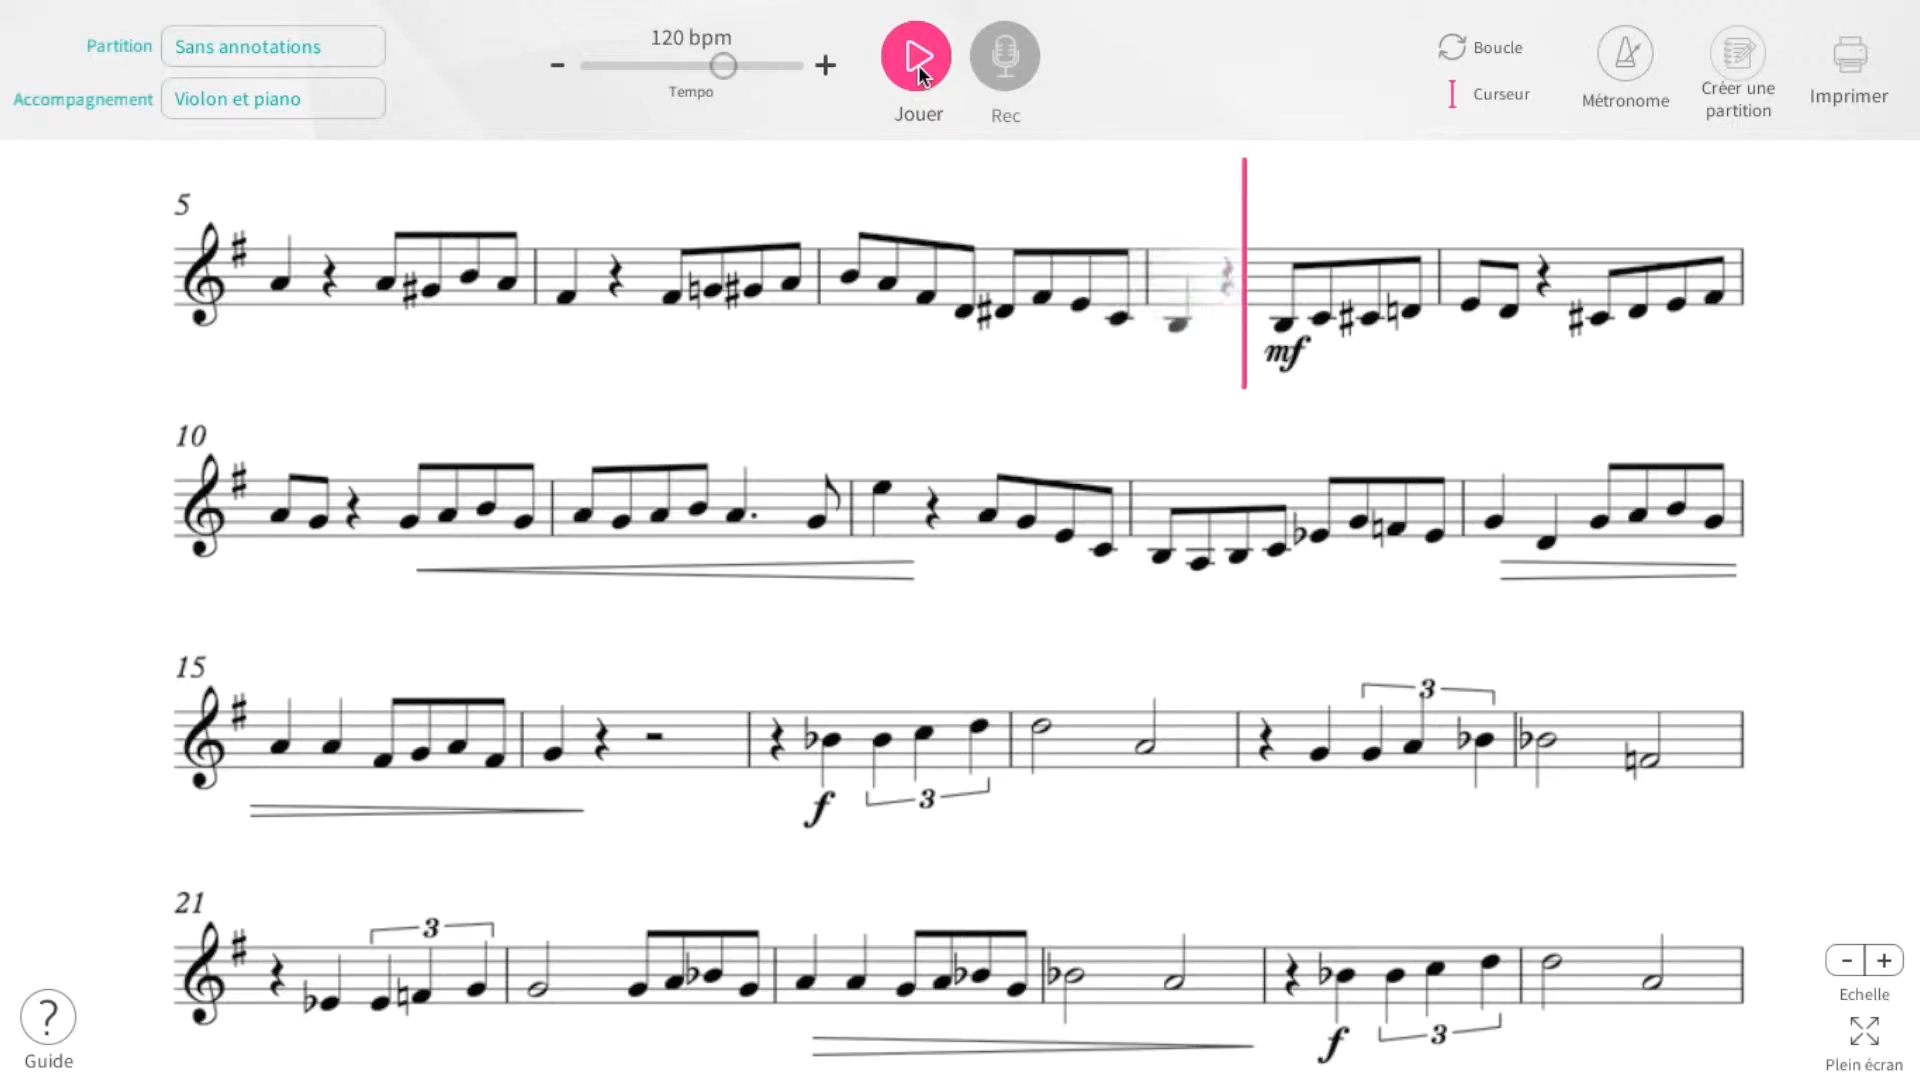 Partition Sans annotations
Accompagnement Violon et piano
120 bpm
- +
Tempo
Jouer
Rec
Boucle
Curseur
Métronome
Créer une
partition
Imprimer
5
mf
10
15
3
f
3
21
3
f
3
?
Guide
- +
Echelle
Plein écran